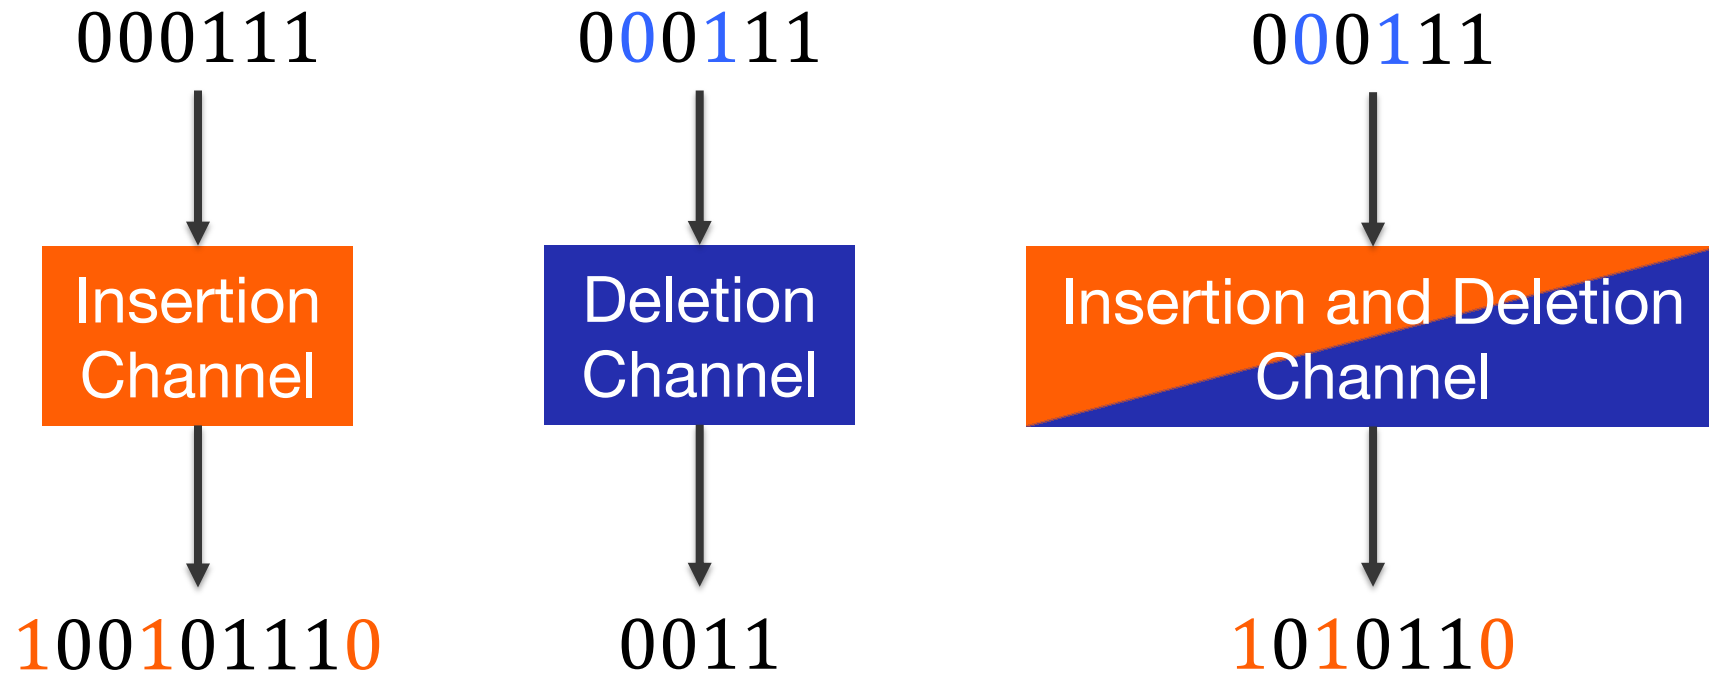 000111
000111
000111
Insertion
Channel
Deletion
Channel
Insertion and Deletion
Channel
100101110
0011
1010110